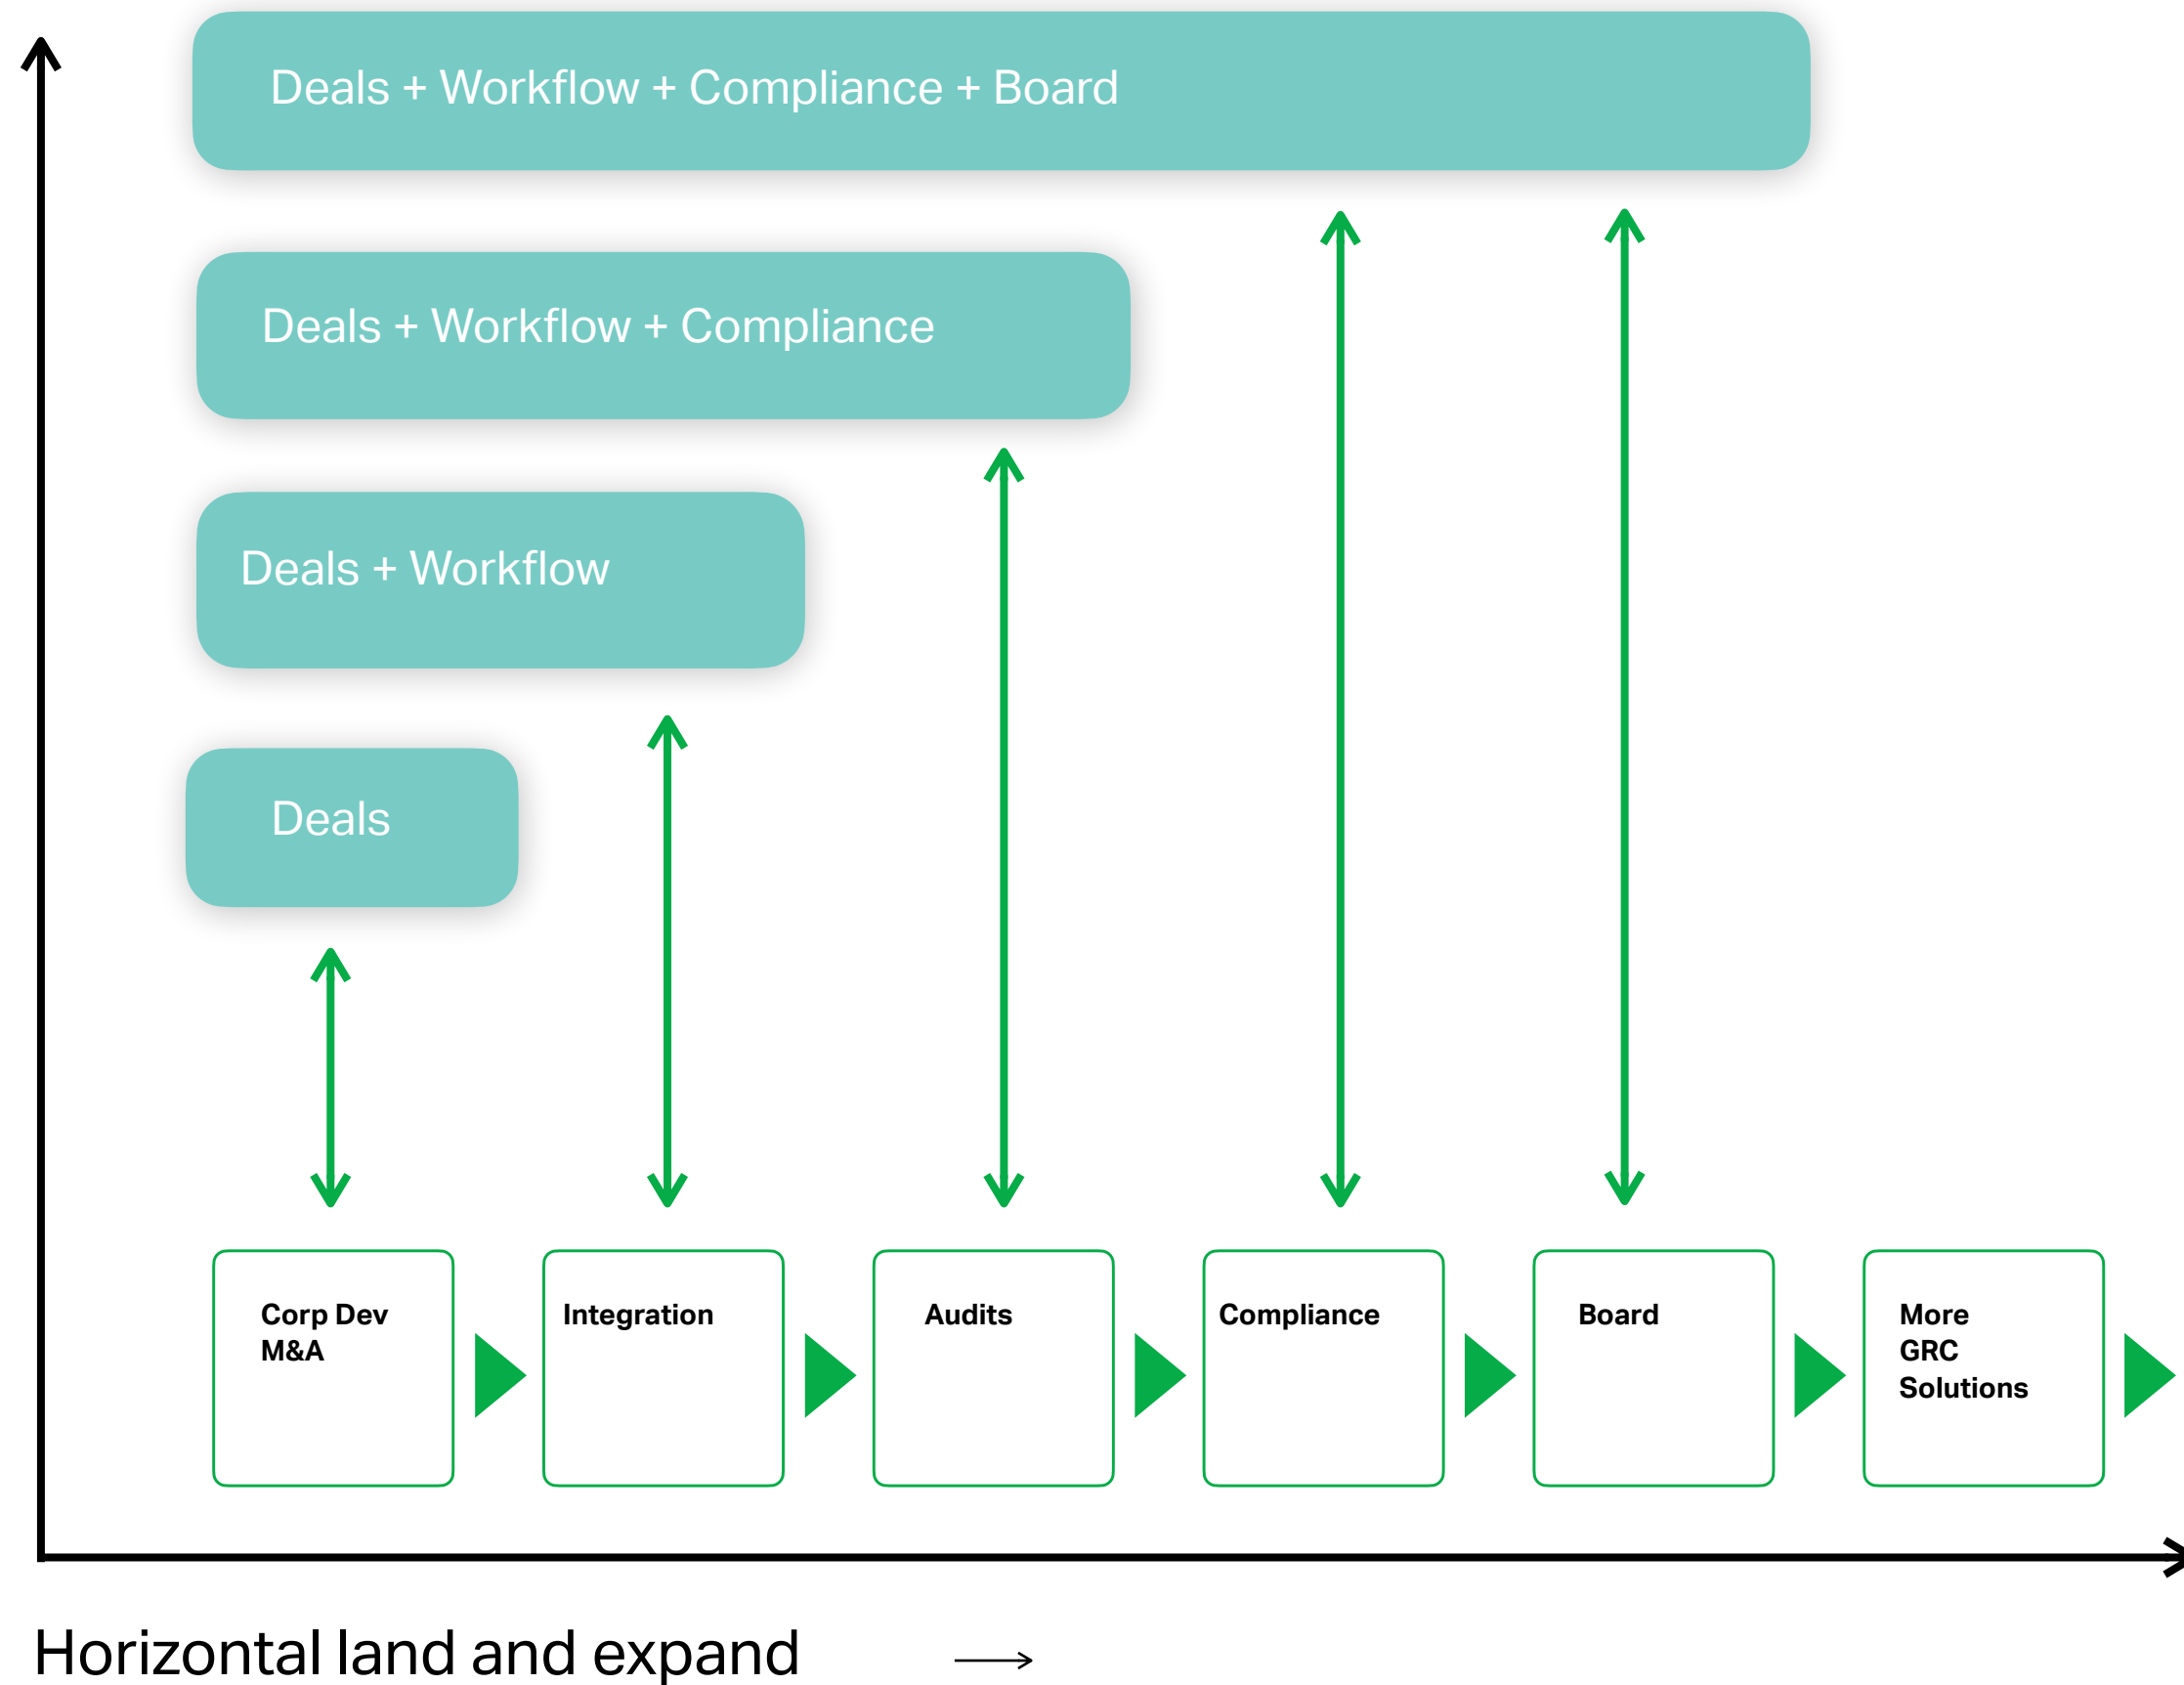 Deals + Workflow + Compliance + Board
Deals + Workflow + Compliance
Deals + Workflow
Deals
Corp Dev
M&A
Integration
Audits
Compliance
Board
More
GRC
Solutions
Horizontal land and expand